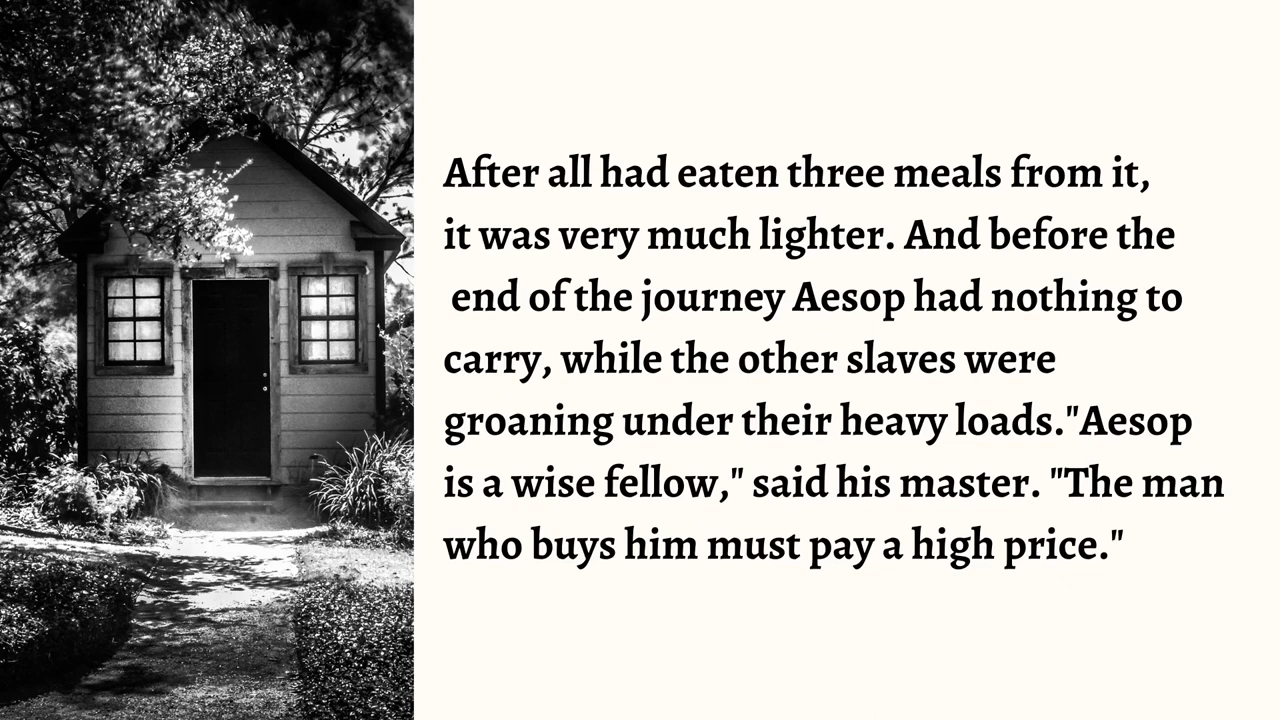 After all had eaten three meals from it,
it was very much lighter. And before the
end of the journey Aesop had nothing to
carry, while the other slaves were
groaning under their heavy loads."Aesop
is a wise fellow," said his master. "The man
who buys him must pay a high price."